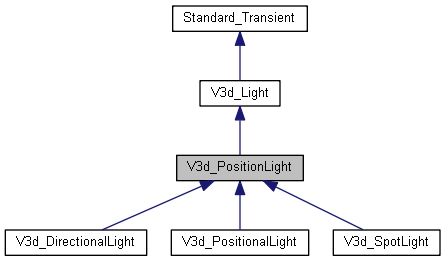 Standard_Transient
V3d_Light
V3d_PositionLight
V3d_DirectionalLight
V3d_PositionalLight
V3d_SpotLight